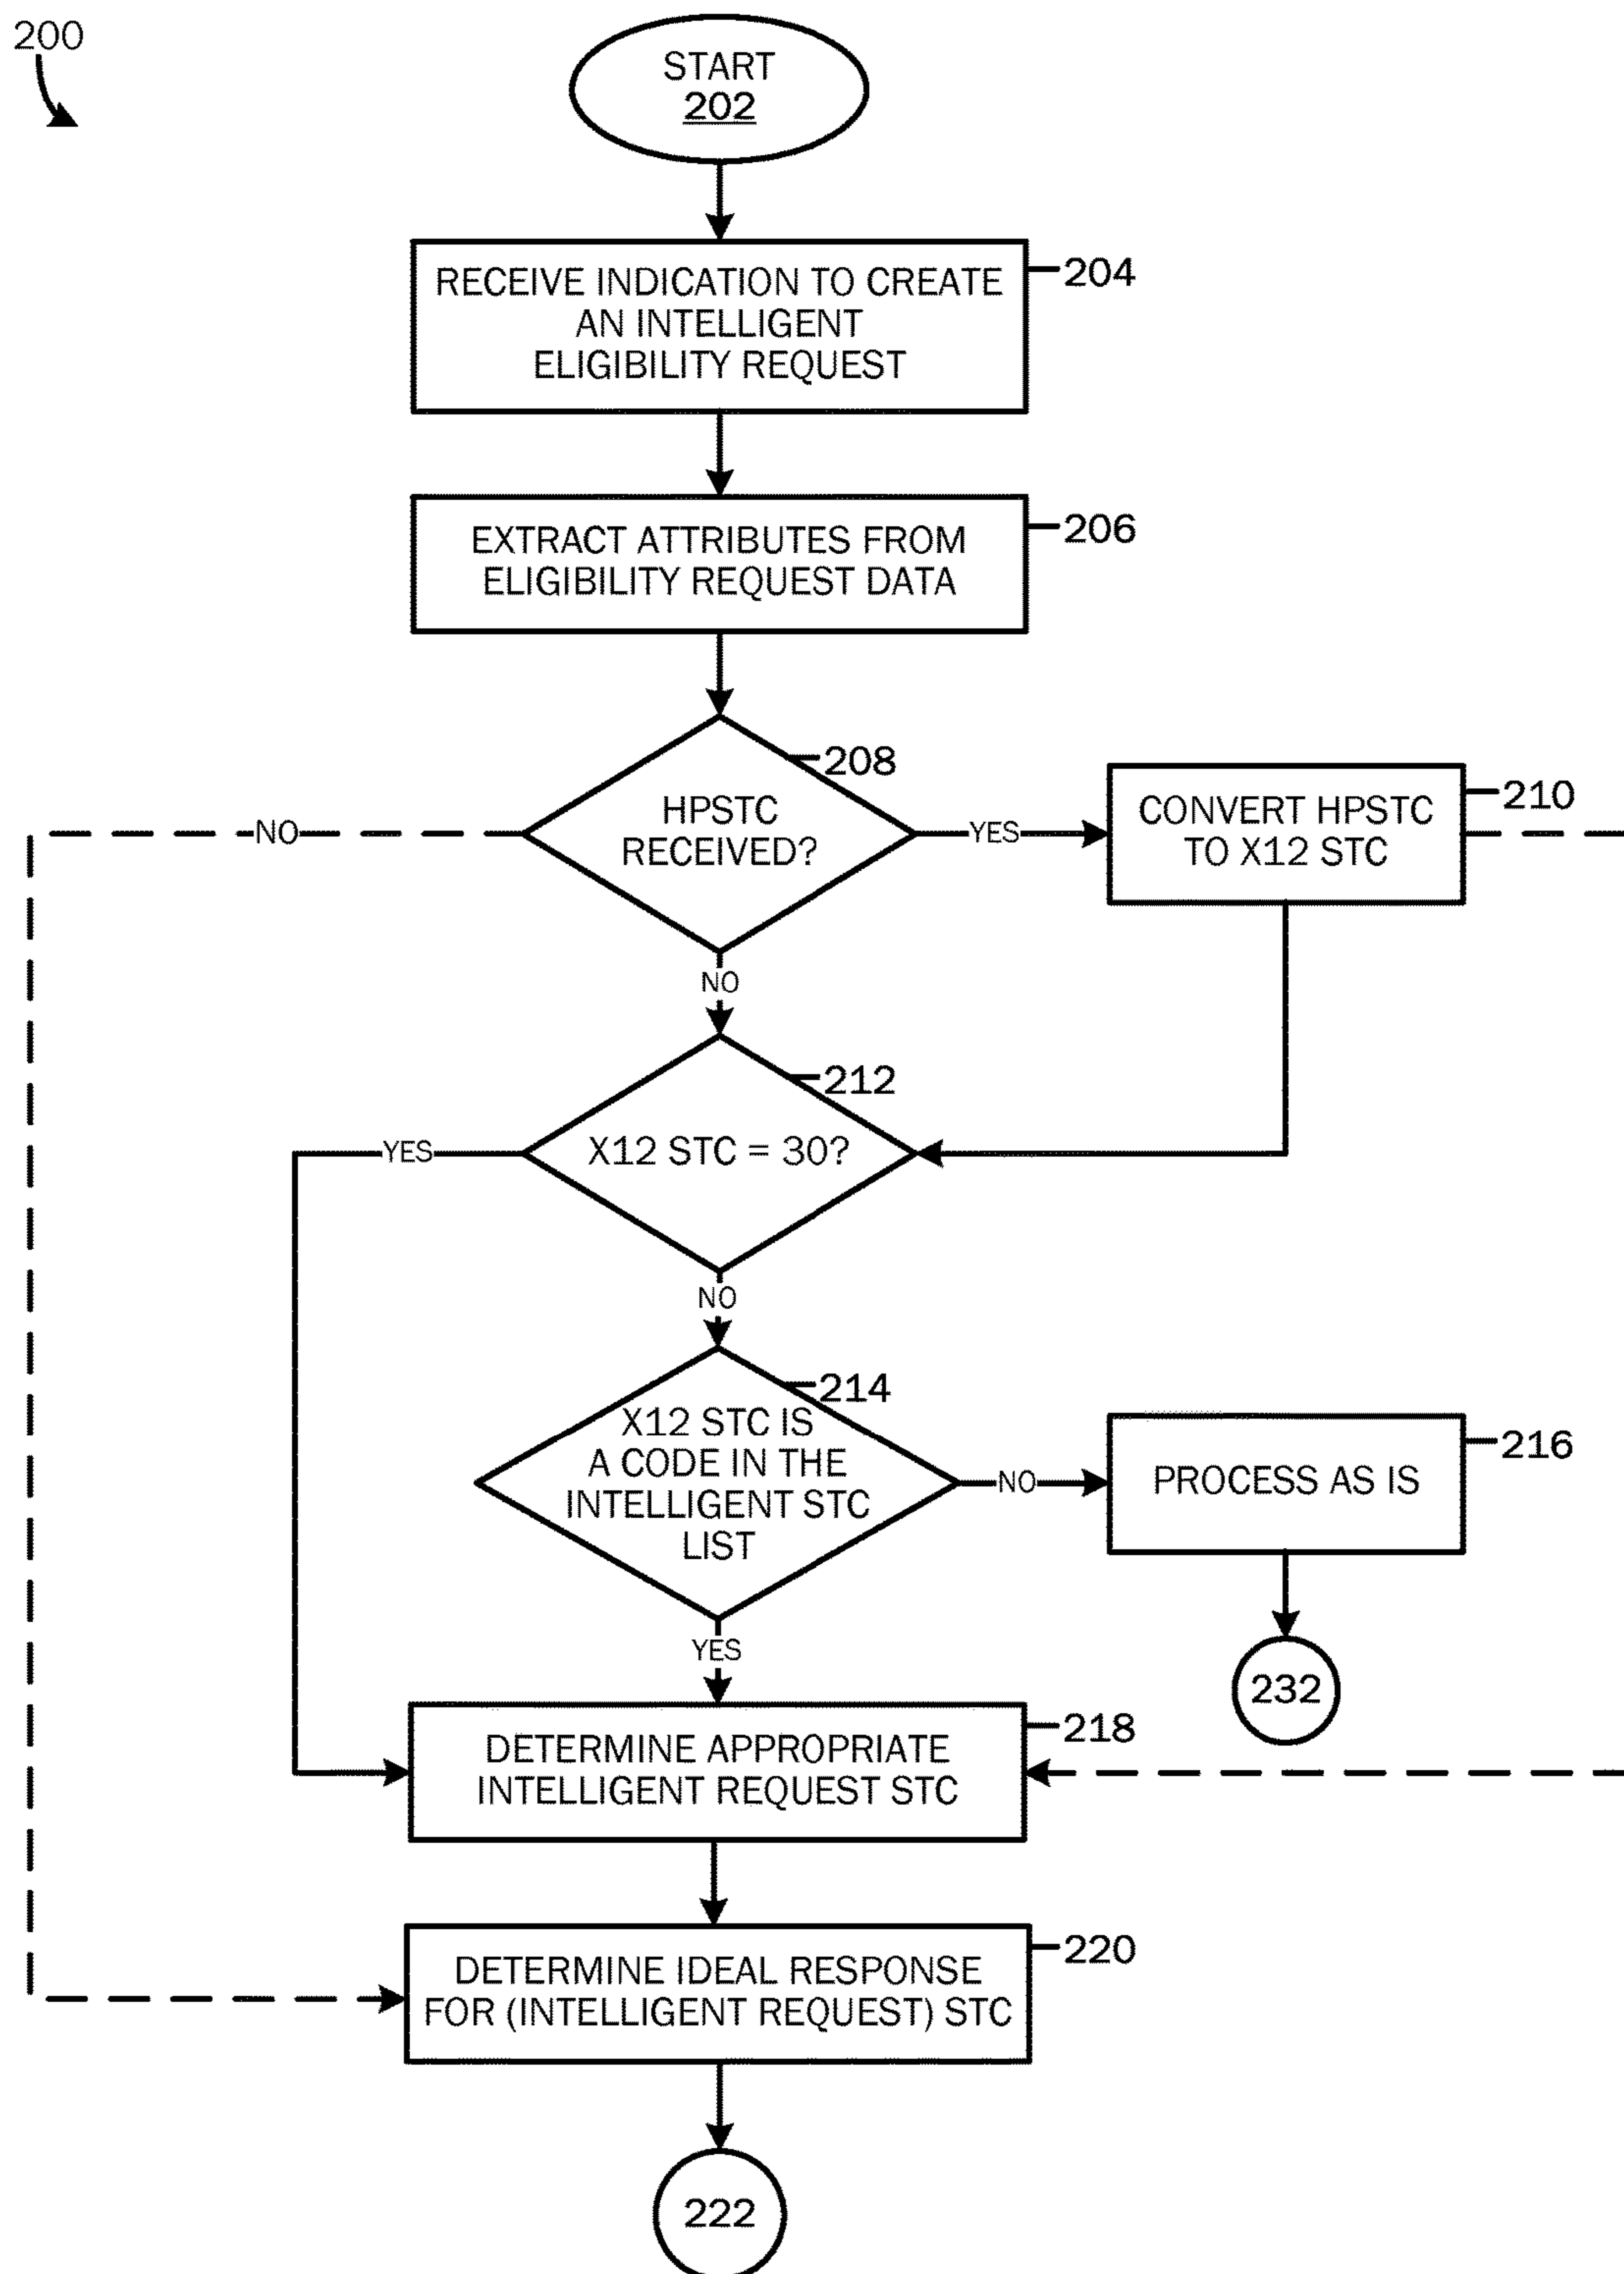 200
START
202
RECEIVE INDICATION TO CREATE
AN INTELLIGENT
ELIGIBILITY REQUEST
204
EXTRACT ATTRIBUTES FROM
ELIGIBILITY REQUEST DATA
206
208
HPSTC
RECEIVED?
NO
YES
CONVERT HPSTC
TO X12 STC
210
NO
212
X12 STC = 30?
YES
NO
214
X12 STC IS
A CODE IN THE
INTELLIGENT STC
LIST
NO
PROCESS AS IS
216
232
YES
DETERMINE APPROPRIATE
INTELLIGENT REQUEST STC
218
DETERMINE IDEAL RESPONSE
FOR (INTELLIGENT REQUEST) STC
220
222